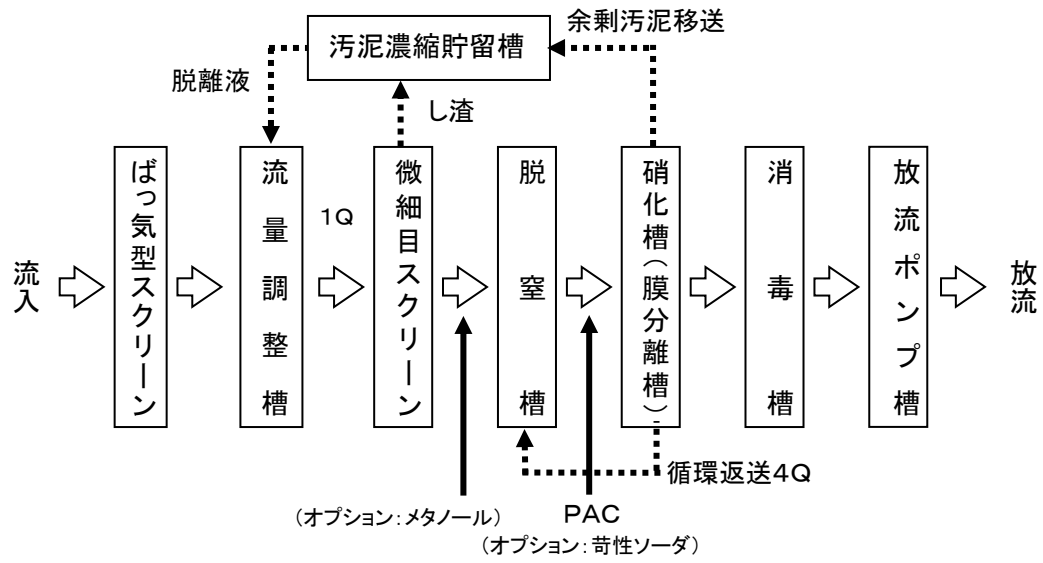 余剰汚泥移送
汚泥濃縮貯留槽
脱離液
し渣
流入
ばっ気型スクリーン
流量調整槽
1Q
微細目スクリーン
脱窒槽
硝化槽(膜分離槽)
消毒槽
放流ポンプ槽
放流
循環返送4Q
(オプション:メタノール)
PAC
(オプション:苛性ソーダ)